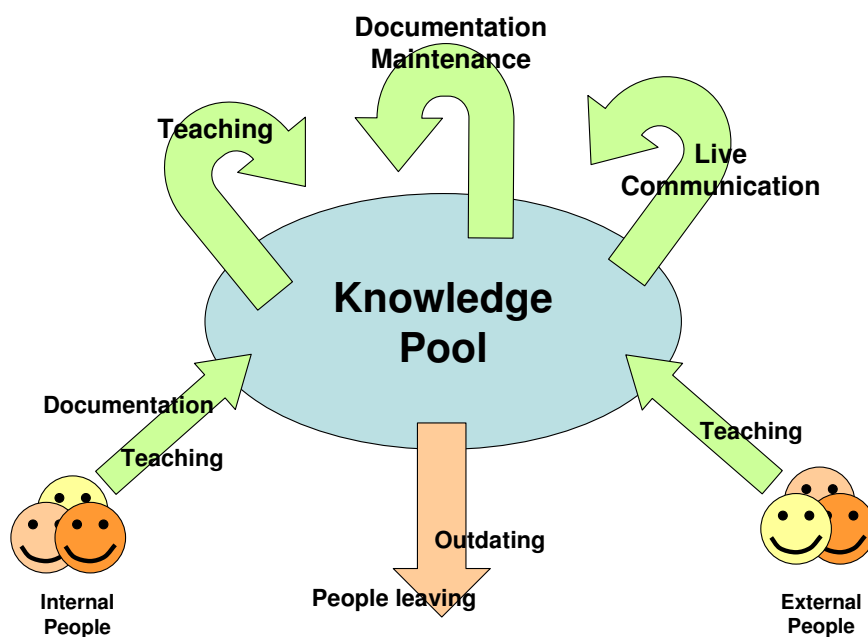 Documentation
Maintenance
Teaching
Live
Communication
Knowledge
Pool
Documentation
Teaching
Teaching
Outdating
People leaving
Internal
People
External
People